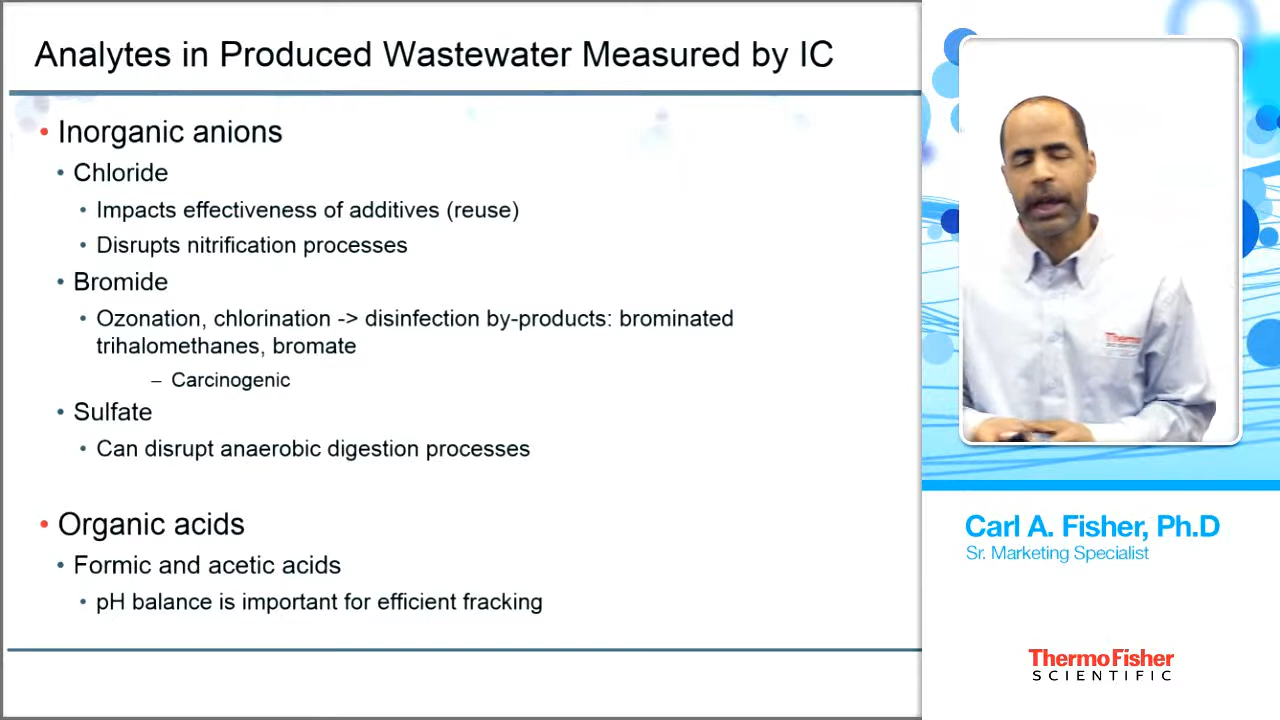 Analytes in Produced Wastewater Measured by IC
• Inorganic anions
• Chloride
• Impacts effectiveness of additives (reuse)
• Disrupts nitrification processes
• Bromide
• Ozonation, chlorination -> disinfection by-products: brominated
trihalomethanes, bromate
– Carcinogenic
• Sulfate
• Can disrupt anaerobic digestion processes
• Organic acids
• Formic and acetic acids
• pH balance is important for efficient fracking
Thermo
Carl A. Fisher, Ph.D
Sr. Marketing Specialist
ThermoFisher
SCIENTIFIC